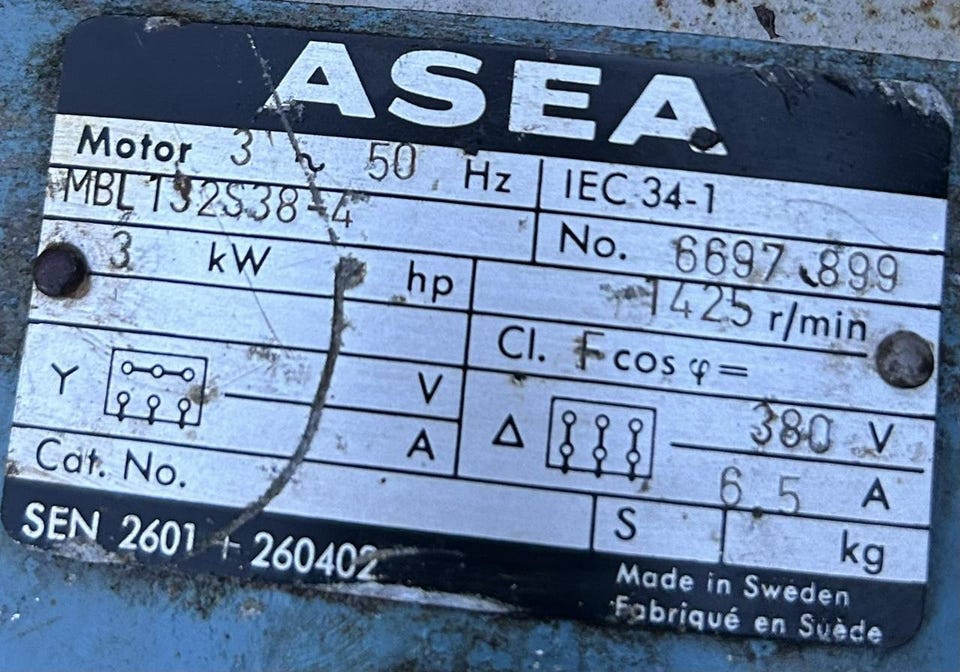 ASEA
Motor 3 ~ 50 Hz
IEC 34-1
MBL 132S38-4
No. 6697 899
3 kW hp
1425 r/min
Cl. F cos φ =
Y V
A
Δ 380 V
6.5 A
Cat. No.
S kg
SEN 2601 + 260402
Made in Sweden
Fabriqué en Suède